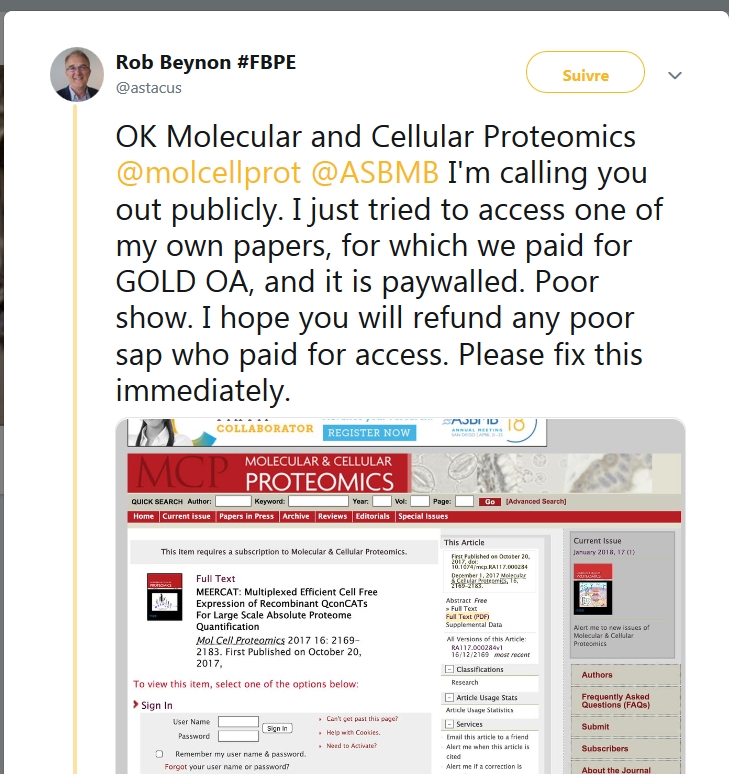 Rob Beynon #FBPE
@astacus
Suivre
OK Molecular and Cellular Proteomics
@molcellprot @ASBMB I'm calling you
out publicly. I just tried to access one of
my own papers, for which we paid for
GOLD OA, and it is paywalled. Poor
show. I hope you will refund any poor
sap who paid for access. Please fix this
immediately.
COLLABORATOR
REGISTER NOW
ASBMB
18
ANNUAL MEETING
MCP
MOLECULAR & CELLULAR
PROTEOMICS
QUICK SEARCH Author: Keyword: Year: Vol: Page: Go [Advanced Search]
Home Current Issue Papers in Press Archive Reviews Editorials Special Issues
This item requires a subscription to Molecular & Cellular Proteomics.
Full Text
MEERCAT: Multiplexed Efficient Cell Free
Expression of Recombinant QconCATs
For Large Scale Absolute Proteome
Quantification
Mol Cell Proteomics 2017 16: 2169-
2183. First Published on October 20,
2017,
To view this item, select one of the options below:
Sign In
User Name
Password
Sign In
Can't get past this page?
Help with Cookies.
Need to Activate?
Remember my user name & password.
Forgot your user name or password?
This Article
First Published on October 20,
2017, doi:
10.1074/mcp.RA117.000284
December 1, 2017 Molecular
& Cellular Proteomics, 16,
2169-2183.
Abstract Free
» Full Text
Full Text (PDF)
Supplemental Data
All Versions of this Article:
RA117.000284v1
16/12/2169 most recent
Classifications
Research
Article Usage Stats
Article Usage Statistics
Services
Email this article to a friend
Alert me when this article is
cited
Alert me if a correction is
Current Issue
January 2018, 17 (1)
Alert me to new issues of
Molecular & Cellular
Proteomics
Authors
Frequently Asked
Questions (FAQs)
Submit
Subscribers
About the Journal